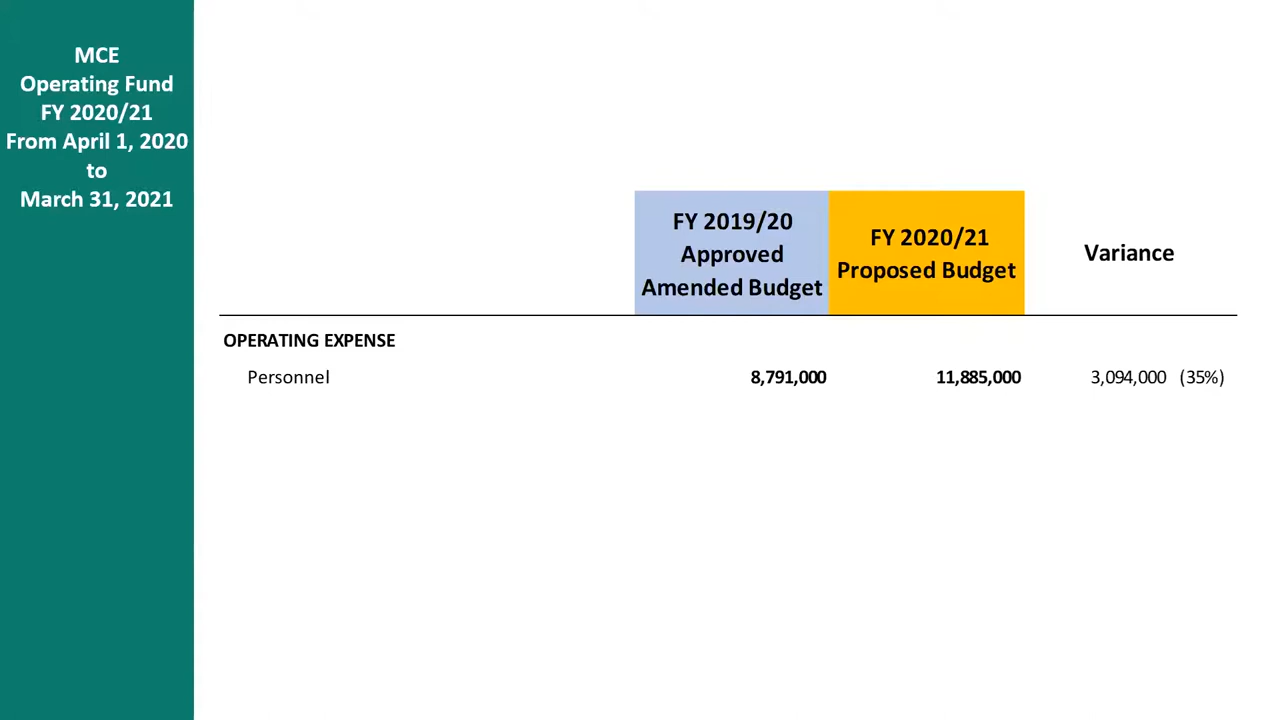 MCE
Operating Fund
FY 2020/21
From April 1, 2020
to
March 31, 2021
FY 2019/20
Approved
Amended Budget
FY 2020/21
Proposed Budget
Variance
OPERATING EXPENSE
Personnel 8,791,000 11,885,000 3,094,000 (35%)